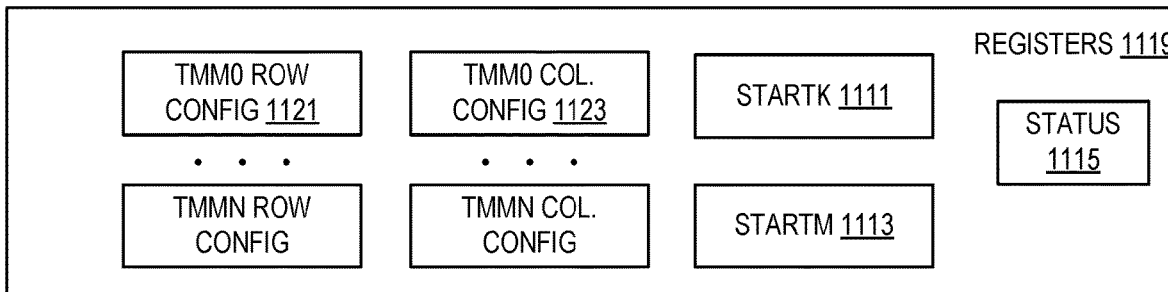 REGISTERS 1119
TMM0 ROW
CONFIG 1121
TMM0 COL.
CONFIG 1123
STARTK 1111
STATUS
1115
• • •
• • •
TMMN ROW
CONFIG
TMMN COL.
CONFIG
STARTM 1113